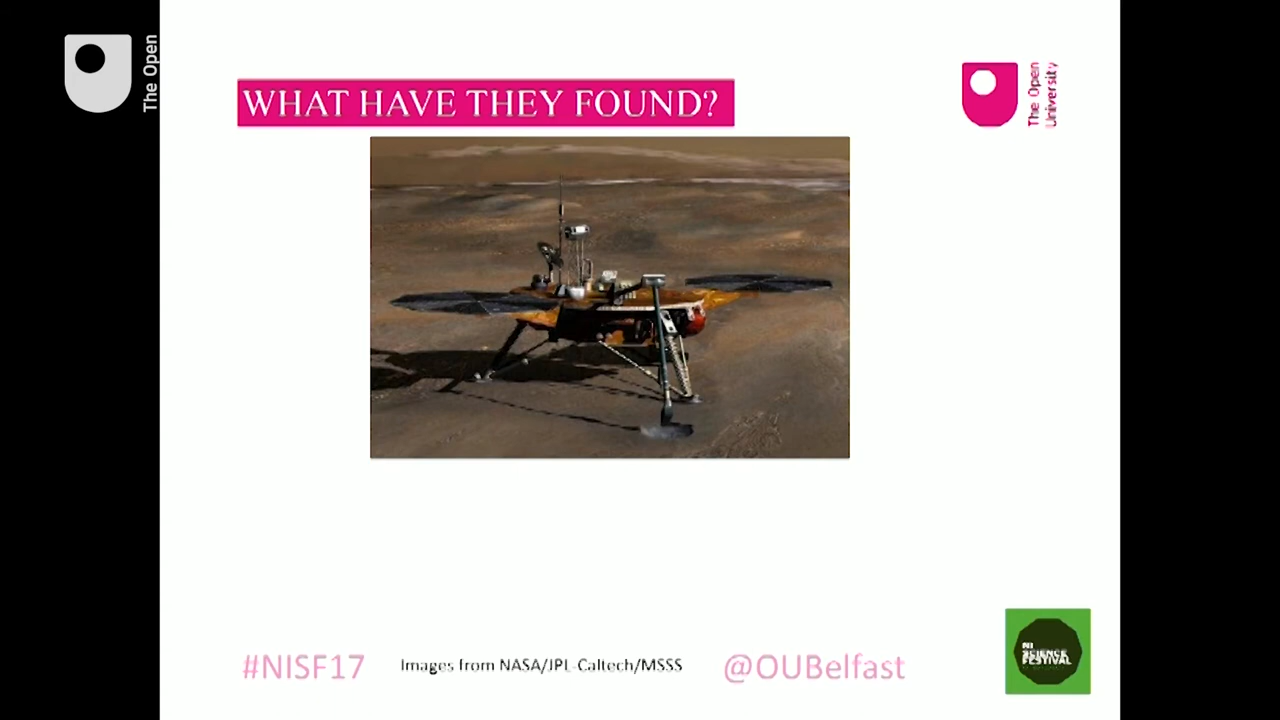 The Open
WHAT HAVE THEY FOUND?
The Open
University
#NISF17
Images from NASA/JPL-Caltech/MSSS
@OUBelfast
NI
SCIENCE
FESTIVAL